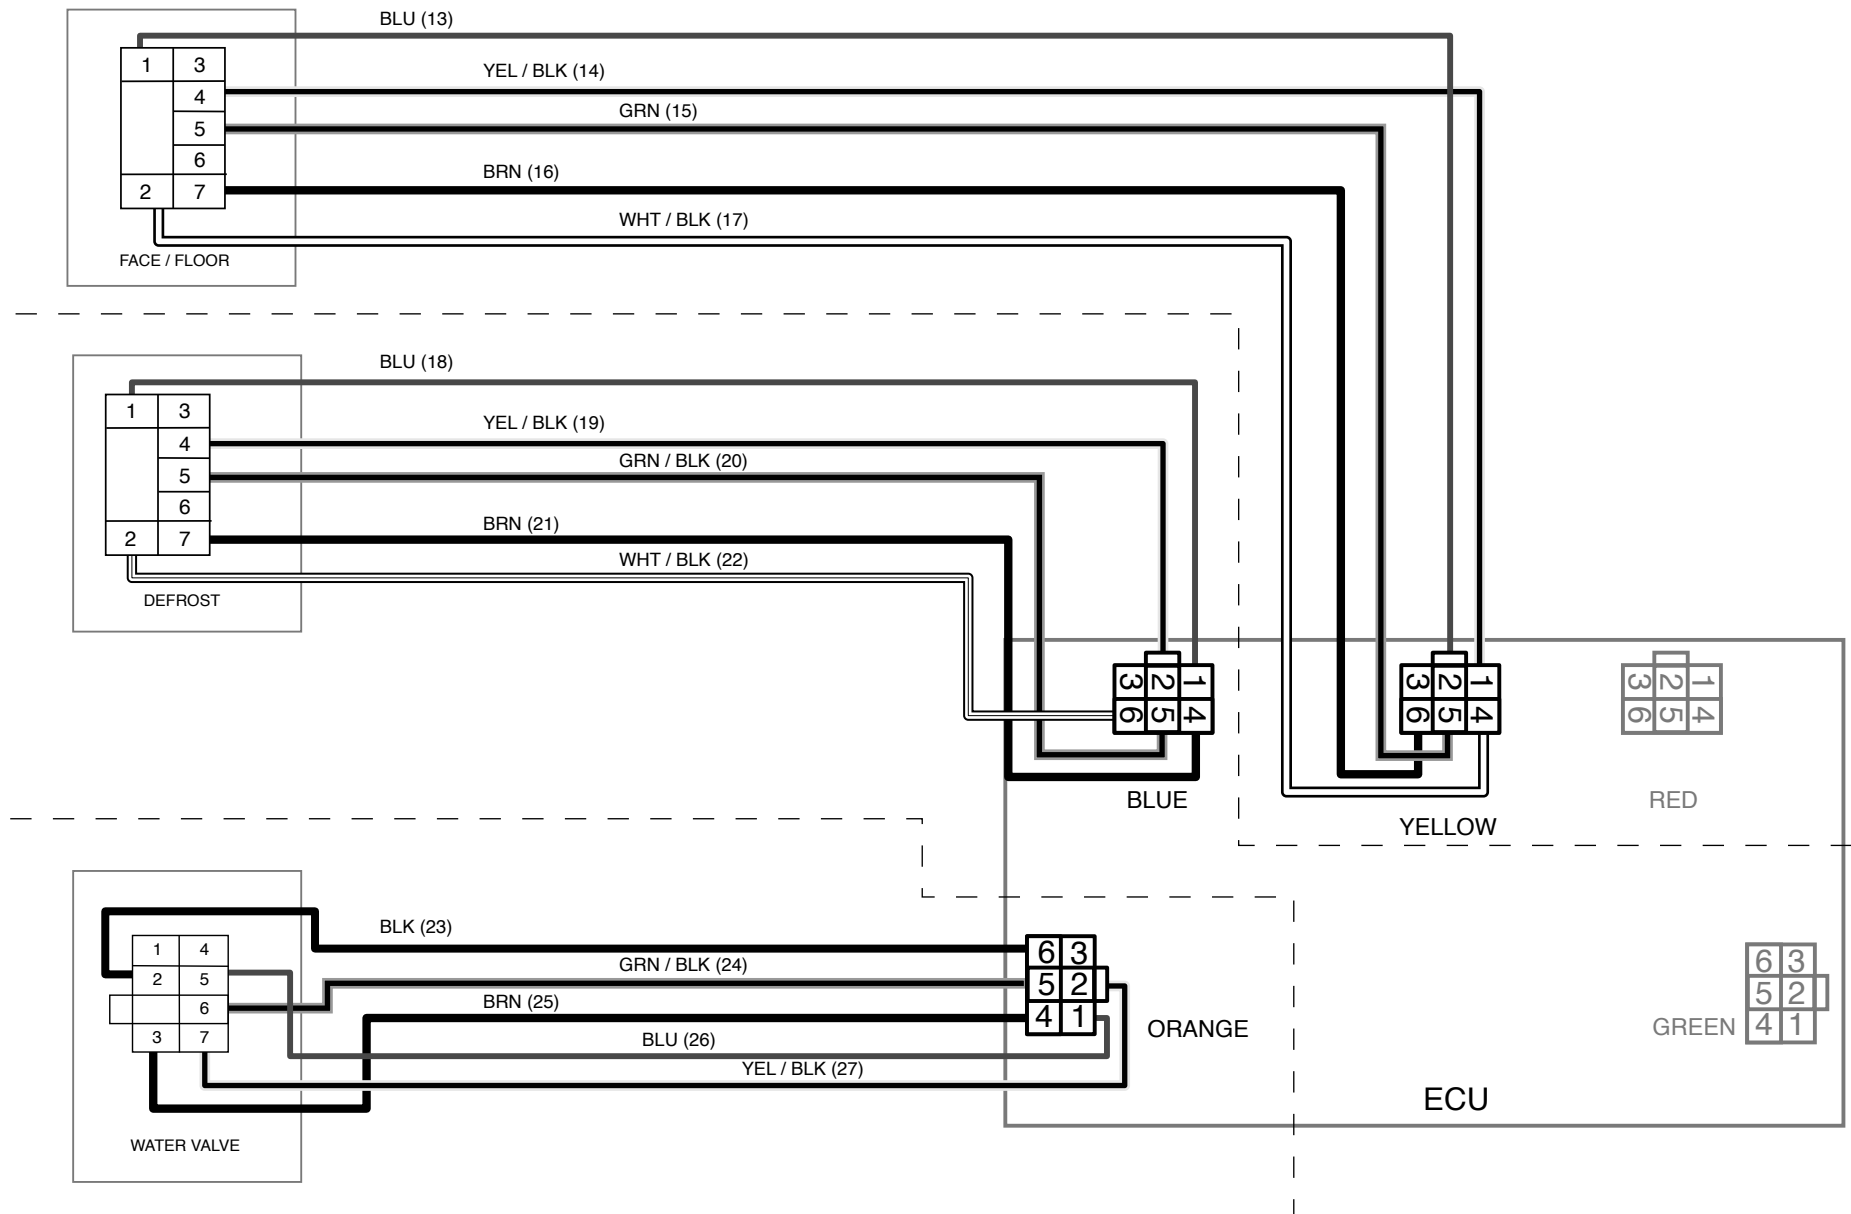 BLU (13)
1 3
YEL / BLK (14)
4
GRN (15)
5
6
BRN (16)
2 7
WHT / BLK (17)
FACE / FLOOR
BLU (18)
1 3
YEL / BLK (19)
4
GRN / BLK (20)
5
6
BRN (21)
2 7
WHT / BLK (22)
DEFROST
3 2 1
6 5 4
BLUE
3 2 1
6 5 4
YELLOW
3 2 1
6 5 4
RED
BLK (23)
1 4
GRN / BLK (24)
2 5
BRN (25)
6
3 7
BLU (26)
YEL / BLK (27)
WATER VALVE
6 3
5 2
4 1
ORANGE
6 3
5 2
4 1
GREEN
ECU